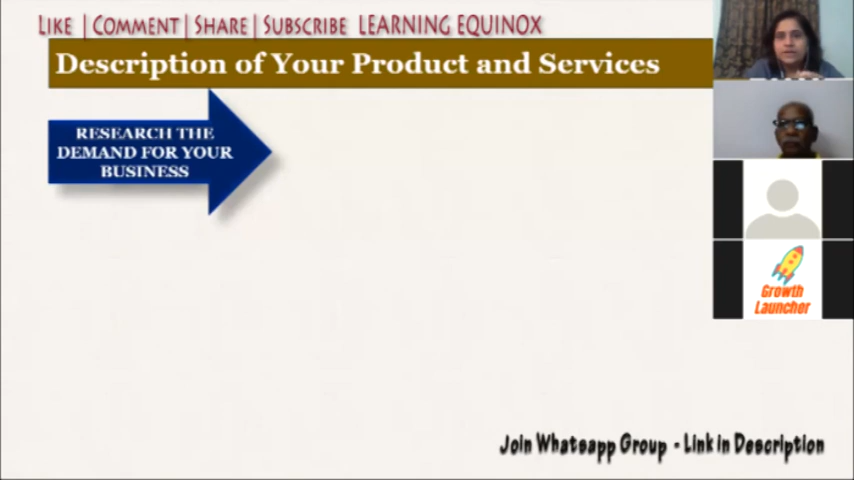 LIKE | COMMENT | SHARE | SUBSCRIBE LEARNING EQUINOX
Description of Your Product and Services
RESEARCH THE
DEMAND FOR YOUR
BUSINESS
Growth
Launcher
Join Whatsapp Group - Link in Description